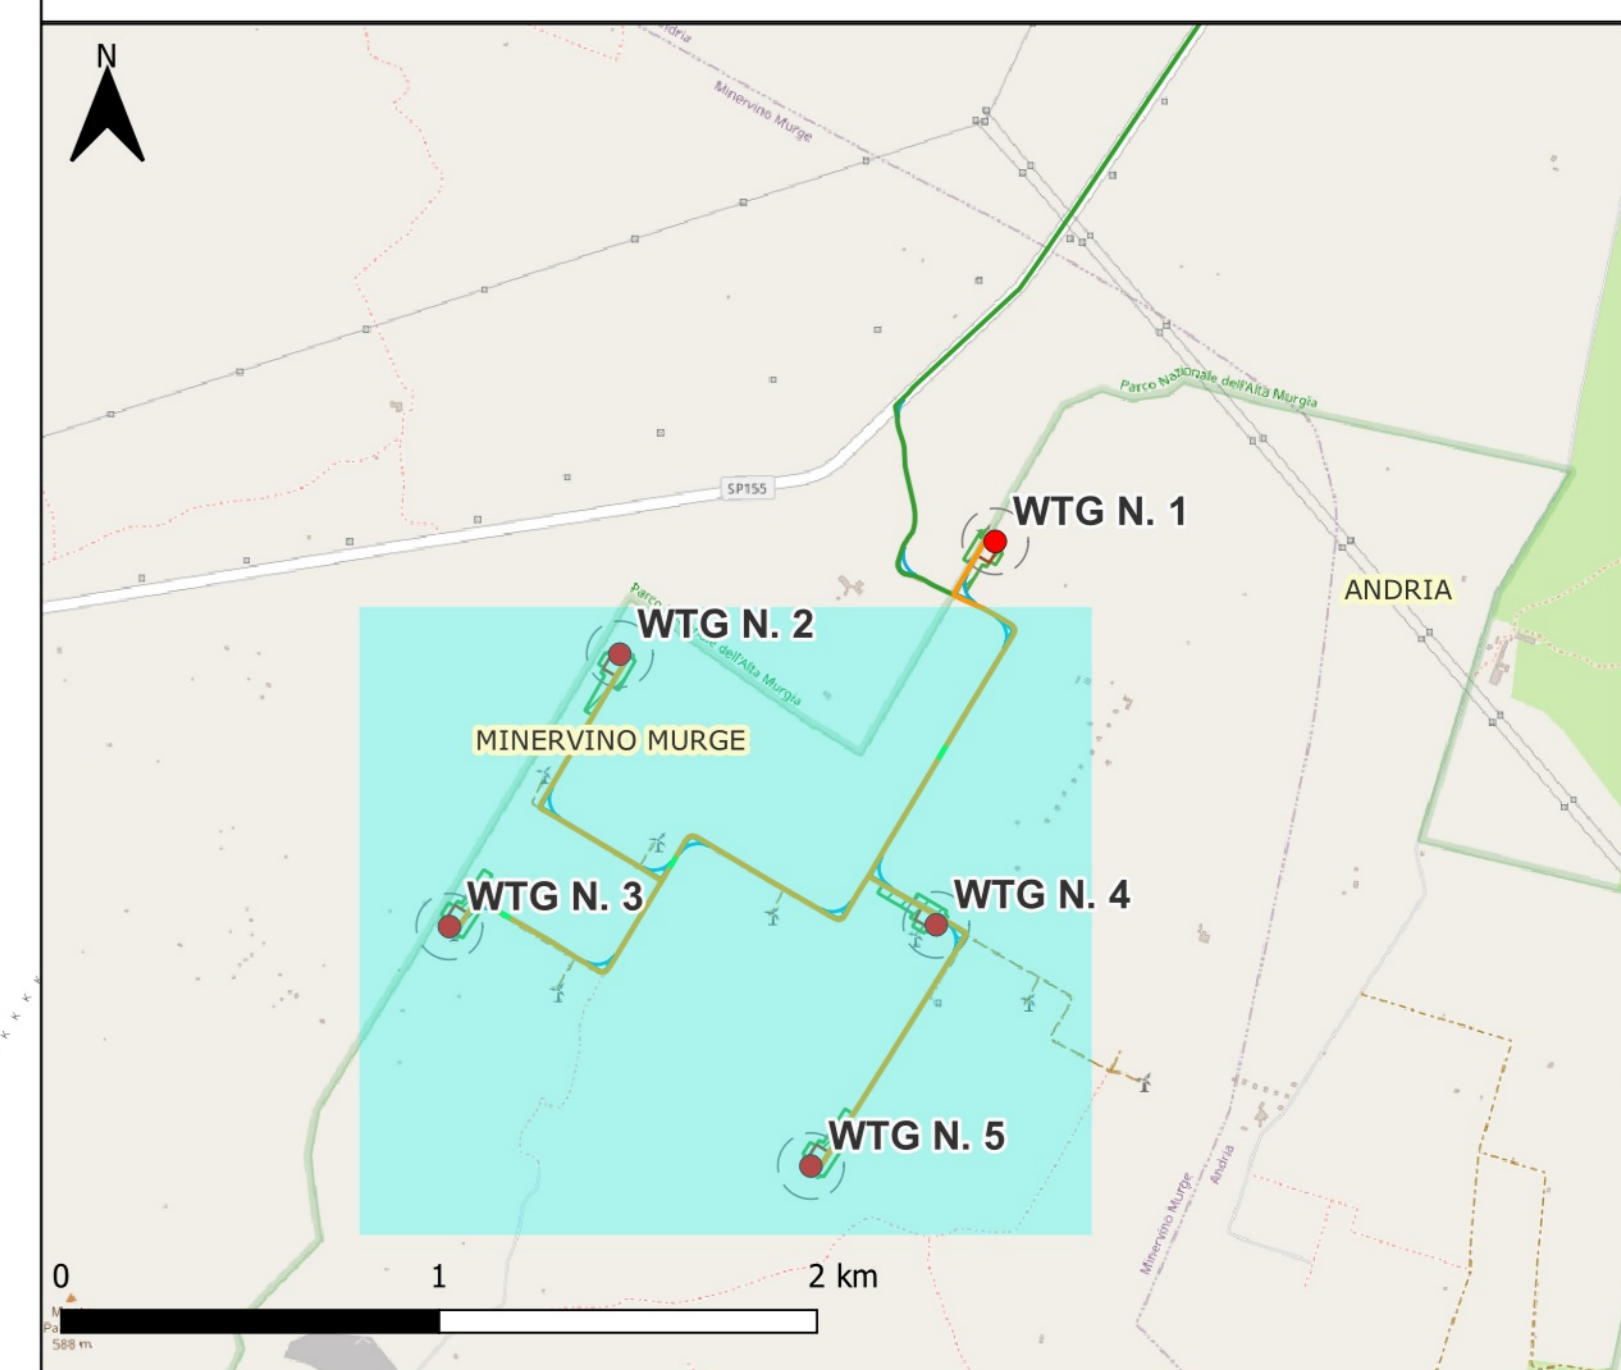 N
Andria
Minervino Murge
Parco Nazionale dell'Alta Murgia
SP155
WTG N. 1
ANDRIA
Parco
WTG N. 2
dell'Alta Murgia
MINERVINO MURGE
WTG N. 3
WTG N. 4
WTG N. 5
Andria
Minervino Murge
0 1 2 km
588 m